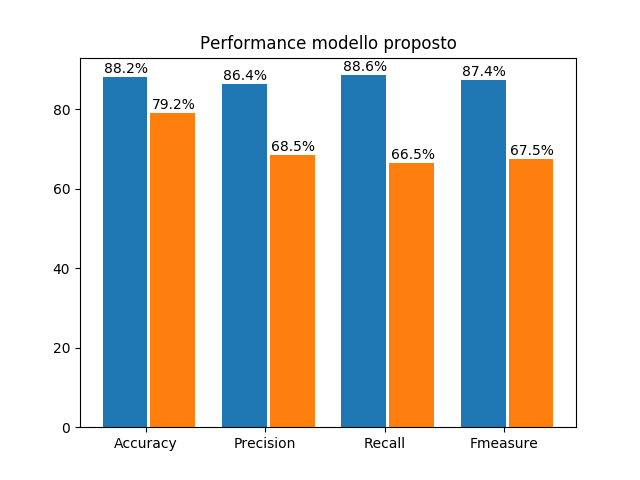 Performance modello proposto
88.2%
79.2%
86.4%
68.5%
88.6%
66.5%
87.4%
67.5%
80
60
40
20
0
Accuracy
Precision
Recall
Fmeasure